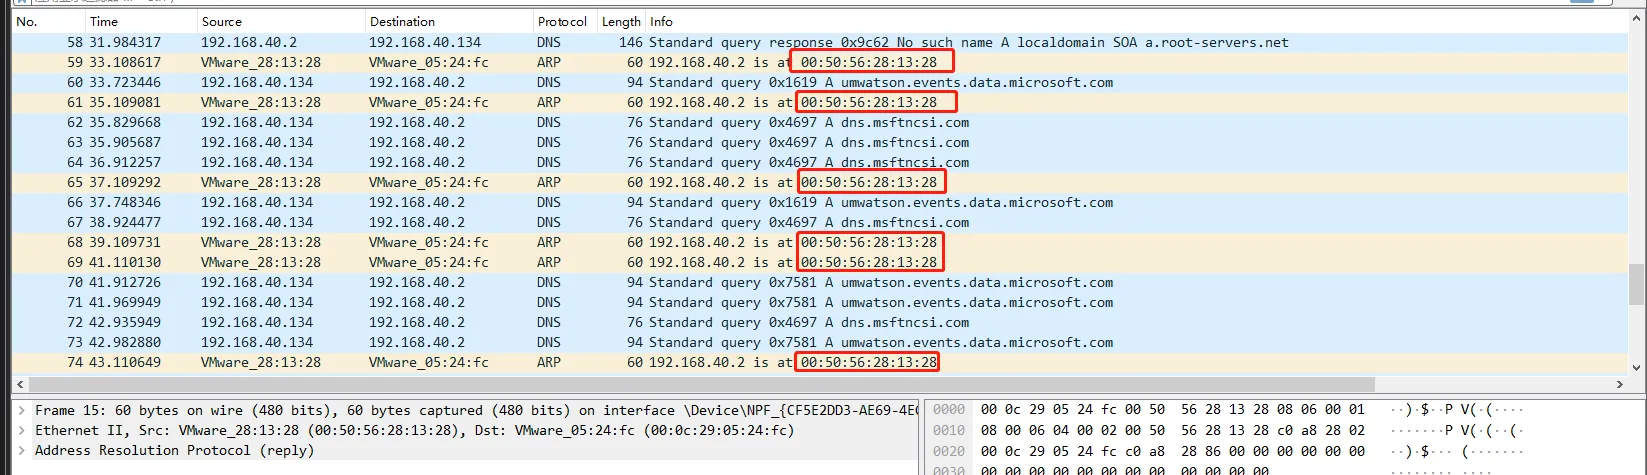 No. Time Source Destination Protocol Length Info
58 31.984317 192.168.40.2 192.168.40.134 DNS 146 Standard query response 0x9c62 No such name A localdomain SOA a.root-servers.net
59 33.108617 VMware_28:13:28 VMware_05:24:fc ARP 60 192.168.40.2 is at 00:50:56:28:13:28
60 33.723446 192.168.40.134 192.168.40.2 DNS 94 Standard query 0x1619 A umwatson.events.data.microsoft.com
61 35.109081 VMware_28:13:28 VMware_05:24:fc ARP 60 192.168.40.2 is at 00:50:56:28:13:28
62 35.829668 192.168.40.134 192.168.40.2 DNS 76 Standard query 0x4697 A dns.msftncsi.com
63 35.905687 192.168.40.134 192.168.40.2 DNS 76 Standard query 0x4697 A dns.msftncsi.com
64 36.912257 192.168.40.134 192.168.40.2 DNS 76 Standard query 0x4697 A dns.msftncsi.com
65 37.109292 VMware_28:13:28 VMware_05:24:fc ARP 60 192.168.40.2 is at 00:50:56:28:13:28
66 37.748346 192.168.40.134 192.168.40.2 DNS 94 Standard query 0x1619 A umwatson.events.data.microsoft.com
67 38.924477 192.168.40.134 192.168.40.2 DNS 76 Standard query 0x4697 A dns.msftncsi.com
68 39.109731 VMware_28:13:28 VMware_05:24:fc ARP 60 192.168.40.2 is at 00:50:56:28:13:28
69 41.110130 VMware_28:13:28 VMware_05:24:fc ARP 60 192.168.40.2 is at 00:50:56:28:13:28
70 41.912726 192.168.40.134 192.168.40.2 DNS 94 Standard query 0x7581 A umwatson.events.data.microsoft.com
71 41.969949 192.168.40.134 192.168.40.2 DNS 94 Standard query 0x7581 A umwatson.events.data.microsoft.com
72 42.935949 192.168.40.134 192.168.40.2 DNS 76 Standard query 0x4697 A dns.msftncsi.com
73 42.982880 192.168.40.134 192.168.40.2 DNS 94 Standard query 0x7581 A umwatson.events.data.microsoft.com
74 43.110649 VMware_28:13:28 VMware_05:24:fc ARP 60 192.168.40.2 is at 00:50:56:28:13:28
Frame 15: 60 bytes on wire (480 bits), 60 bytes captured (480 bits) on interface \Device\NPF_{CF5E2DD3-AE69-4E
Ethernet II, Src: VMware_28:13:28 (00:50:56:28:13:28), Dst: VMware_05:24:fc (00:0c:29:05:24:fc)
Address Resolution Protocol (reply)
0000 00 0c 29 05 24 fc 00 50 56 28 13 28 08 06 00 01 ··)·$··P V(·(····
0010 08 00 06 04 00 02 00 50 56 28 13 28 c0 a8 28 02 ·······P V(·(··(·
0020 00 0c 29 05 24 fc c0 a8 28 86 00 00 00 00 00 00 ··)·$··· (·······
0030 00 00 00 00 00 00 00 00 00 00 00 00 ········ ····